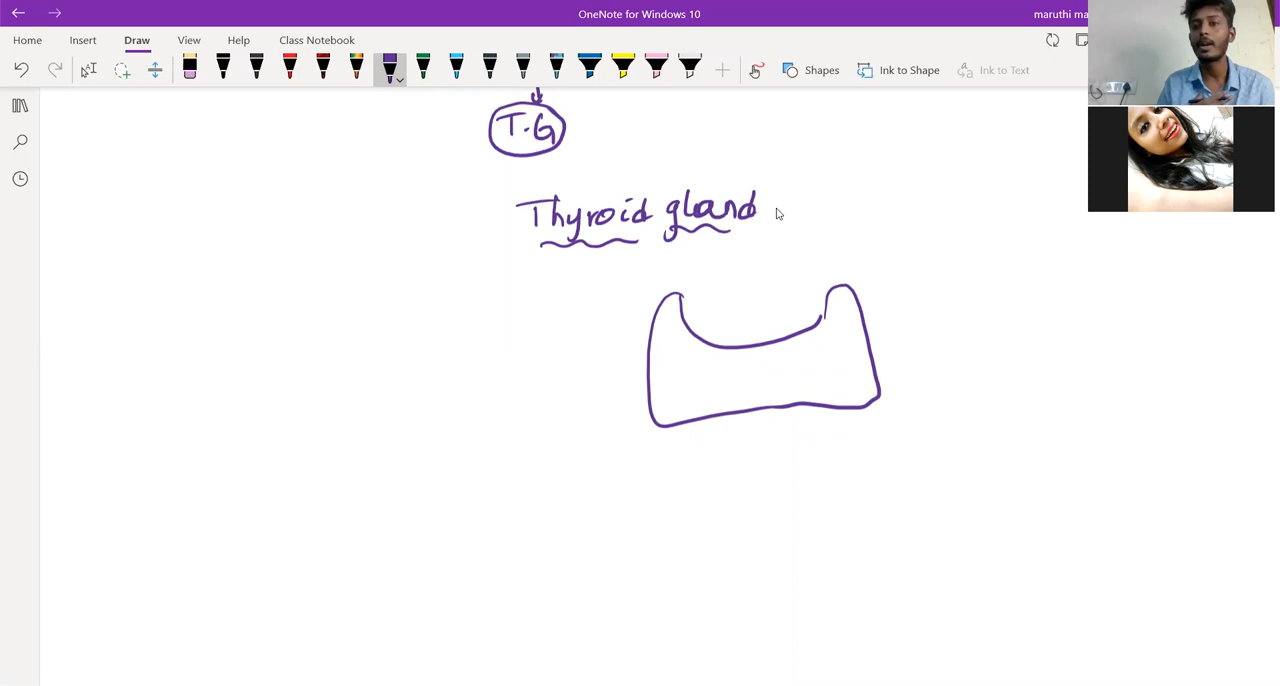 OneNote for Windows 10
maruthi ma
Home Insert Draw View Help Class Notebook
Shapes Ink to Shape Ink to Text
T.G
Thyroid gland